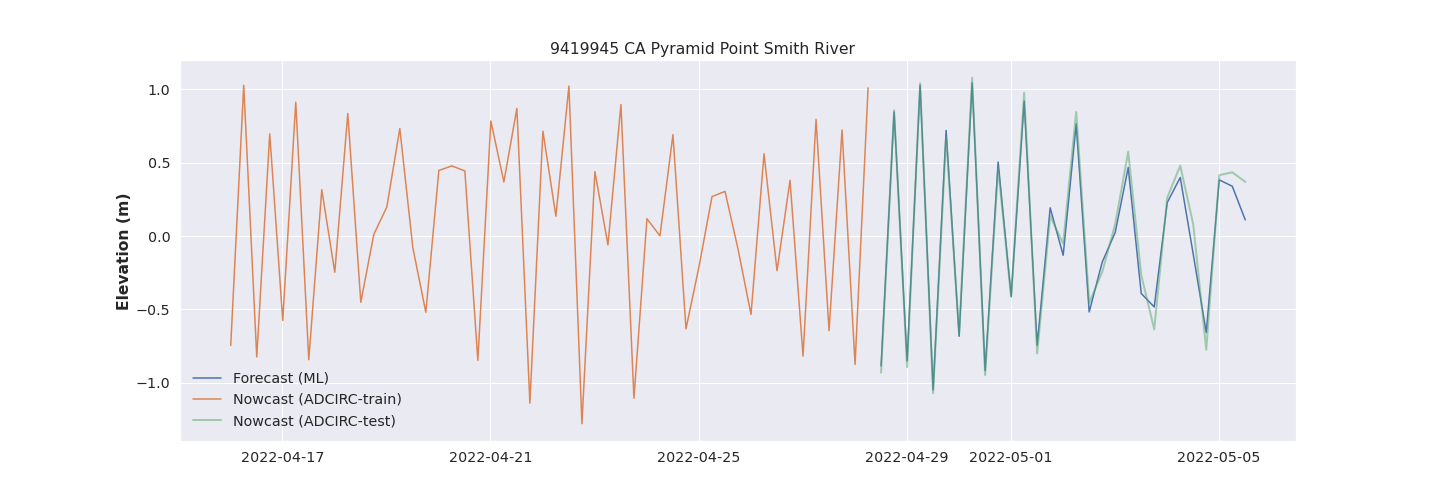 9419945 CA Pyramid Point Smith River
Elevation (m)
1.0
0.5
0.0
−0.5
−1.0
Forecast (ML)
Nowcast (ADCIRC-train)
Nowcast (ADCIRC-test)
2022-04-17 2022-04-21 2022-04-25 2022-04-29 2022-05-01 2022-05-05